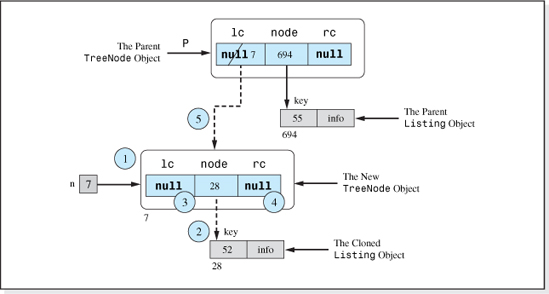 lc node rc
P
The Parent
TreeNode Object
null 7 694 null
key
5
55 info
The Parent
Listing Object
694
1
lc node rc
n 7
null 28 null
The New
TreeNode Object
3 4
7
2
key
52 info
The Cloned
Listing Object
28